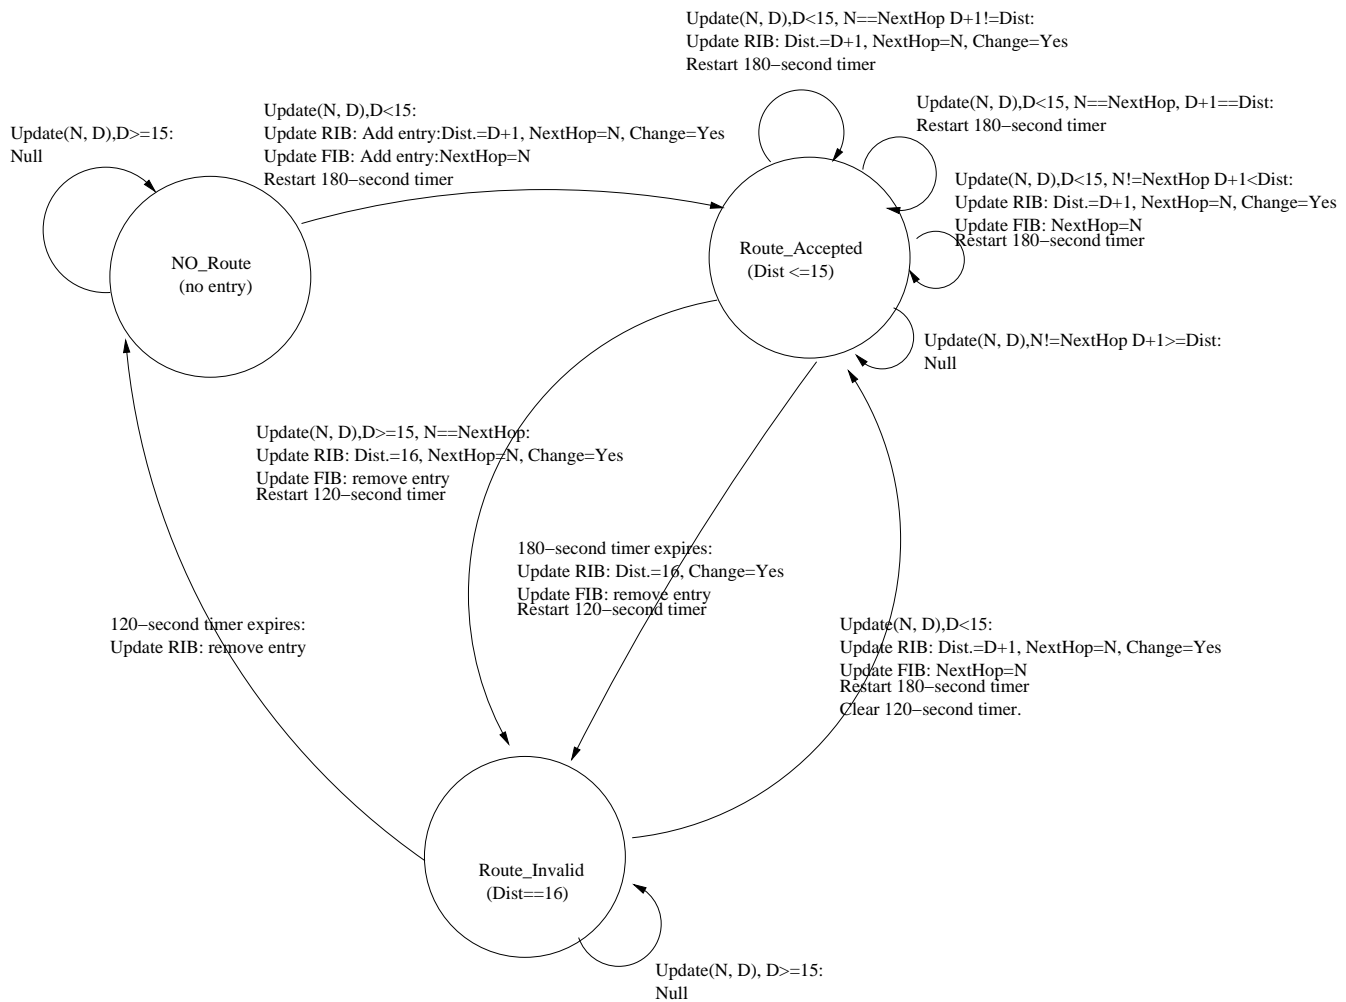 Update(N, D),D<15, N==NextHop D+1!=Dist:
Update RIB: Dist.=D+1, NextHop=N, Change=Yes
Restart 180−second timer
Update(N, D),D<15:
Update RIB: Add entry:Dist.=D+1, NextHop=N, Change=Yes
Update FIB: Add entry:NextHop=N
Restart 180−second timer
Update(N, D),D<15, N==NextHop, D+1==Dist:
Restart 180−second timer
Update(N, D),D>=15:
Null
Update(N, D),D<15, N!=NextHop D+1<Dist:
Update RIB: Dist.=D+1, NextHop=N, Change=Yes
Update FIB: NextHop=N
Restart 180−second timer
NO_Route
(no entry)
Route_Accepted
(Dist <=15)
Update(N, D),N!=NextHop D+1>=Dist:
Null
Update(N, D),D>=15, N==NextHop:
Update RIB: Dist.=16, NextHop=N, Change=Yes
Update FIB: remove entry
Restart 120−second timer
180−second timer expires:
Update RIB: Dist.=16, Change=Yes
Update FIB: remove entry
Restart 120−second timer
120−second timer expires:
Update RIB: remove entry
Update(N, D),D<15:
Update RIB: Dist.=D+1, NextHop=N, Change=Yes
Update FIB: NextHop=N
Restart 180−second timer
Clear 120−second timer.
Route_Invalid
(Dist==16)
Update(N, D), D>=15:
Null